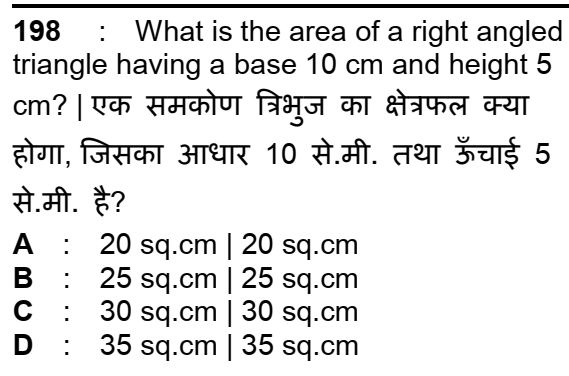 198 : What is the area of a right angled
triangle having a base 10 cm and height 5
cm? | एक समकोण त्रिभुज का क्षेत्रफल क्या
होगा, जिसका आधार 10 से.मी. तथा ऊँचाई 5
से.मी. है?
A : 20 sq.cm | 20 sq.cm
B : 25 sq.cm | 25 sq.cm
C : 30 sq.cm | 30 sq.cm
D : 35 sq.cm | 35 sq.cm